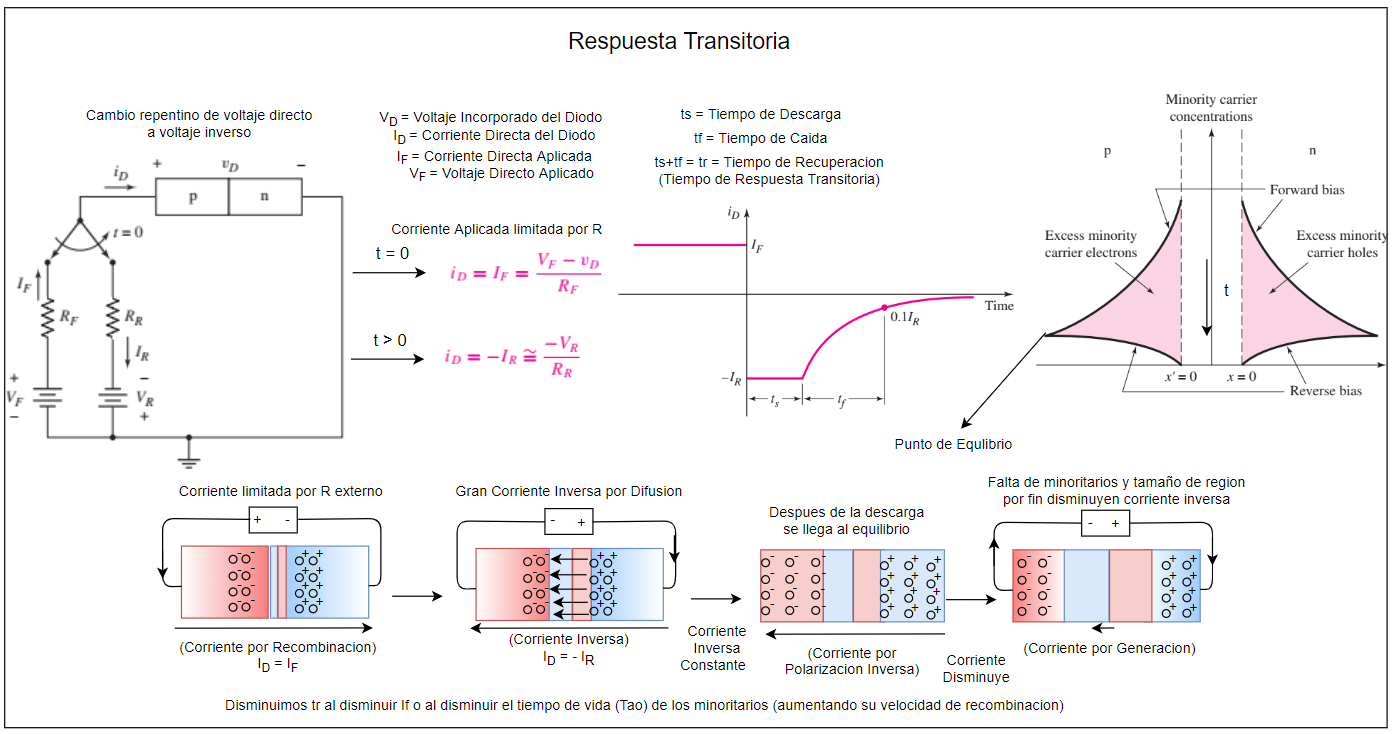 Respuesta Transitoria
Cambio repentino de voltaje directo
a voltaje inverso
V_D = Voltaje Incorporado del Diodo
I_D = Corriente Directa del Diodo
I_F = Corriente Directa Aplicada
V_F = Voltaje Directo Aplicado
ts = Tiempo de Descarga
tf = Tiempo de Caida
ts+tf = tr = Tiempo de Recuperacion
(Tiempo de Respuesta Transitoria)
Minority carrier
concentrations
p
n
Forward bias
Excess minority
carrier electrons
Excess minority
carrier holes
t
x' = 0
x = 0
Reverse bias
Punto de Equlibrio
i_D
+
v_D
−
p
n
t = 0
I_F
R_F
R_R
I_R
+
V_F
−
−
V_R
+
Corriente Aplicada limitada por R
t = 0
i_D = I_F = (V_F − v_D) / R_F
t > 0
i_D = −I_R ≅ −V_R / R_R
i_D
I_F
Time
0.1I_R
−I_R
t_s
t_f
Corriente limitada por R externo
+ -
(Corriente por Recombinacion)
I_D = I_F
Gran Corriente Inversa por Difusion
- +
(Corriente Inversa)
I_D = - I_R
Corriente
Inversa
Constante
Despues de la descarga
se llega al equilibrio
(Corriente por
Polarizacion Inversa)
Corriente
Disminuye
Falta de minoritarios y tamaño de region
por fin disminuyen corriente inversa
- +
(Corriente por Generacion)
Disminuimos tr al disminuir If o al disminuir el tiempo de vida (Tao) de los minoritarios (aumentando su velocidad de recombinacion)